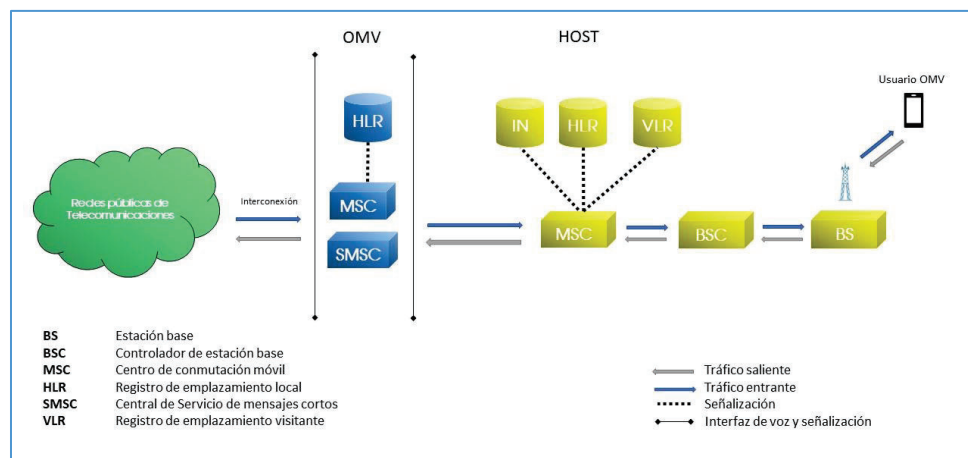 OMV
HOST
Usuario OMV
HLR
IN
HLR
VLR
Redes públicas de
Telecomunicaciones
Interconexión
MSC
SMSC
MSC
BSC
BS
BS Estación base
BSC Controlador de estación base
MSC Centro de conmutación móvil
HLR Registro de emplazamiento local
SMSC Central de Servicio de mensajes cortos
VLR Registro de emplazamiento visitante
Tráfico saliente
Tráfico entrante
Señalización
Interfaz de voz y señalización